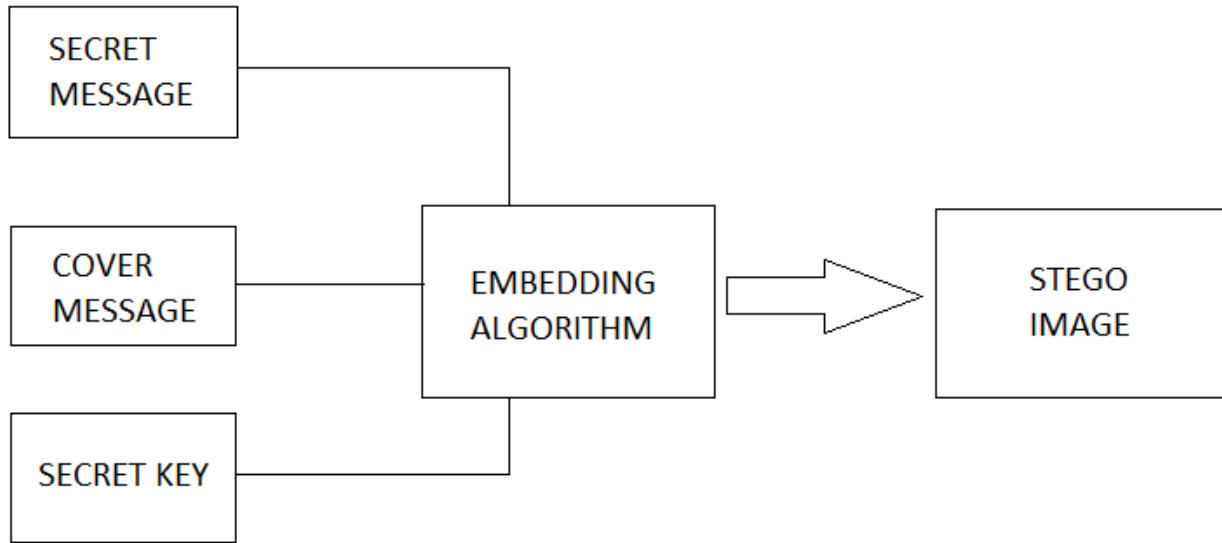 SECRET
MESSAGE
COVER
MESSAGE
SECRET KEY
EMBEDDING
ALGORITHM
STEGO
IMAGE